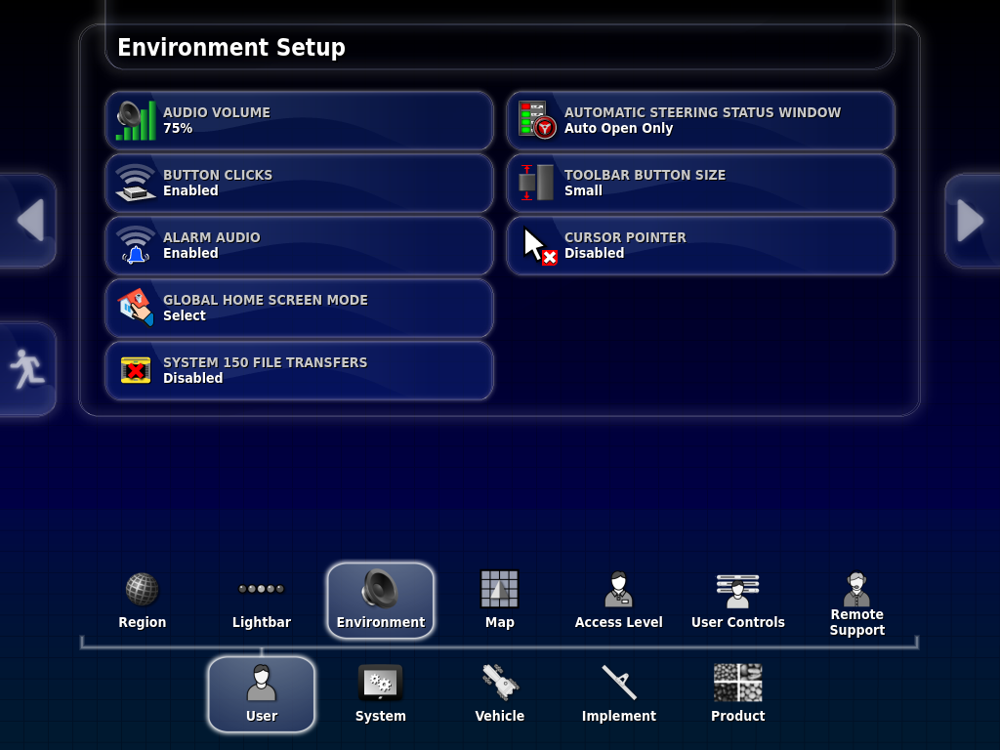 Environment Setup
AUDIO VOLUME
75%
BUTTON CLICKS
Enabled
ALARM AUDIO
Enabled
GLOBAL HOME SCREEN MODE
Select
SYSTEM 150 FILE TRANSFERS
Disabled
AUTOMATIC STEERING STATUS WINDOW
Auto Open Only
TOOLBAR BUTTON SIZE
Small
CURSOR POINTER
Disabled
Region
Lightbar
Environment
Map
Access Level
User Controls
Remote
Support
User
System
Vehicle
Implement
Product